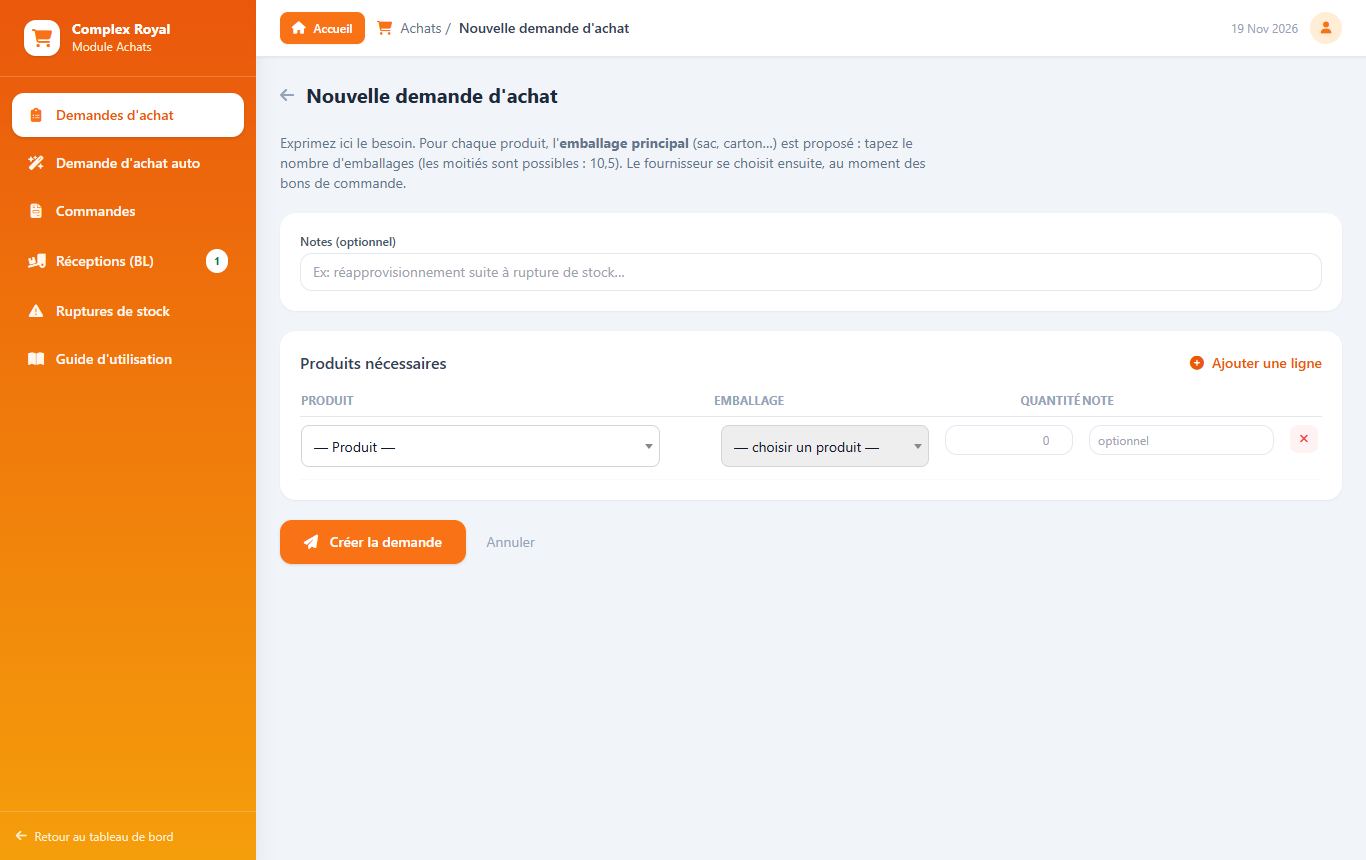 Complex Royal
Module Achats
Demandes d'achat
Demande d'achat auto
Commandes
Réceptions (BL)
1
Ruptures de stock
Guide d'utilisation
Retour au tableau de bord
Accueil
Achats / Nouvelle demande d'achat
19 Nov 2026
Nouvelle demande d'achat
Exprimez ici le besoin. Pour chaque produit, l'emballage principal (sac, carton...) est proposé : tapez le
nombre d'emballages (les moitiés sont possibles : 10,5). Le fournisseur se choisit ensuite, au moment des
bons de commande.
Notes (optionnel)
Ex: réapprovisionnement suite à rupture de stock...
Produits nécessaires
Ajouter une ligne
PRODUIT
EMBALLAGE
QUANTITÉ
NOTE
— Produit —
— choisir un produit —
0
optionnel
Créer la demande
Annuler